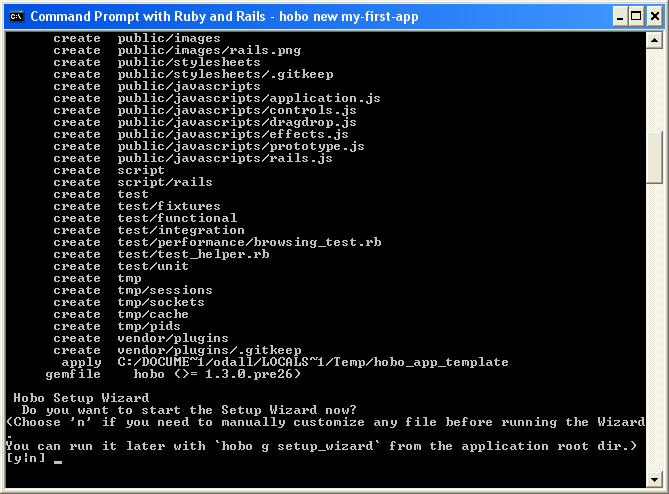 Command Prompt with Ruby and Rails - hobo new my-first-app
create  public/images
create  public/images/rails.png
create  public/stylesheets
create  public/stylesheets/.gitkeep
create  public/javascripts
create  public/javascripts/application.js
create  public/javascripts/controls.js
create  public/javascripts/dragdrop.js
create  public/javascripts/effects.js
create  public/javascripts/prototype.js
create  public/javascripts/rails.js
create  script
create  script/rails
create  test
create  test/fixtures
create  test/functional
create  test/integration
create  test/performance/browsing_test.rb
create  test/test_helper.rb
create  test/unit
create  tmp
create  tmp/sessions
create  tmp/sockets
create  tmp/cache
create  tmp/pids
create  vendor/plugins
create  vendor/plugins/.gitkeep
apply  C:/DOCUME~1/odall/LOCALS~1/Temp/hobo_app_template
gemfile    hobo (>= 1.3.0.pre26)
Hobo Setup Wizard
Do you want to start the Setup Wizard now?
(Choose 'n' if you need to manually customize any file before running the Wizard
.
You can run it later with `hobo g setup_wizard` from the application root dir.)
[y|n] _